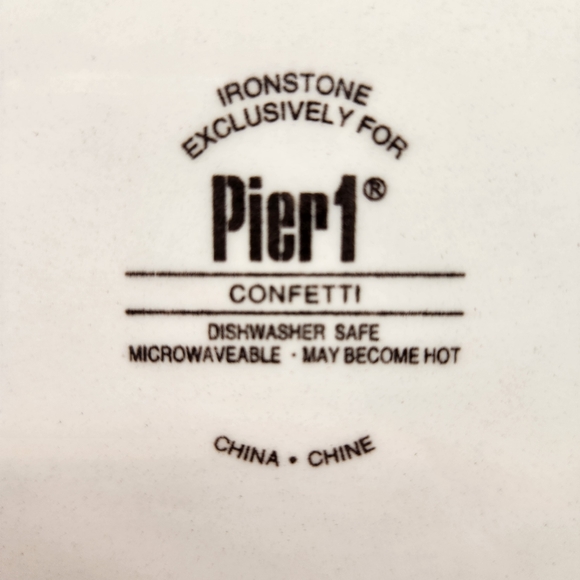 IRONSTONE
EXCLUSIVELY FOR
Pier1®
CONFETTI
DISHWASHER SAFE
MICROWAVEABLE · MAY BECOME HOT
CHINA • CHINE